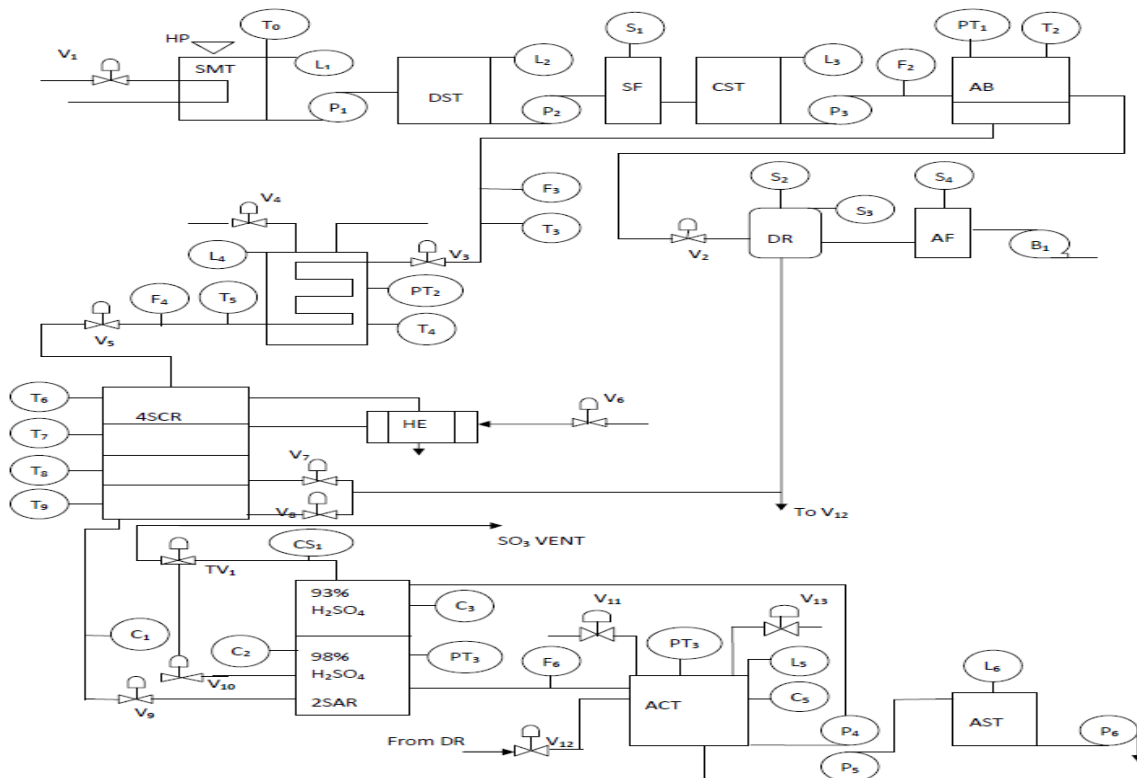 T₀
HP
V₁
SMT
L₁
P₁
DST
L₂
P₂
S₁
SF
CST
L₃
P₃
F₂
PT₁
T₂
AB
V₄
L₄
F₃
T₃
V₃
PT₂
T₄
F₄
T₅
V₅
S₂
S₃
DR
V₂
S₄
AF
B₁
T₆
T₇
T₈
T₉
4SCR
HE
V₆
V₇
V₈
To V₁₂
SO₃ VENT
CS₁
TV₁
93%
H₂SO₄
C₃
C₁
C₂
98%
H₂SO₄
PT₃
V₁₀
2SAR
V₉
V₁₁
V₁₃
PT₃
F₆
L₅
C₅
ACT
From DR
V₁₂
P₄
P₅
L₆
AST
P₆